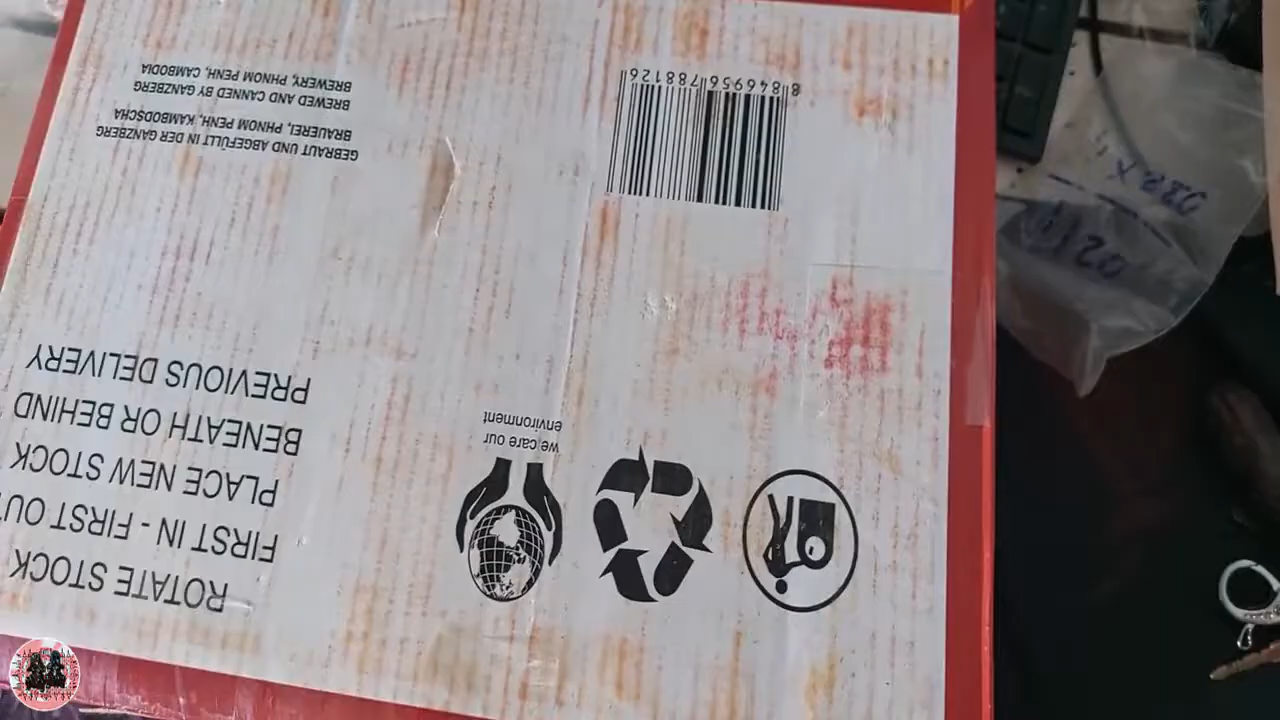 ROTATE STOCK
FIRST IN - FIRST OUT
PLACE NEW STOCK
BENEATH OR BEHIND
PREVIOUS DELIVERY
we care our
environment
GEBRAUT UND ABGEFÜLLT IN DER GANZBERG
BRAUEREI, PHNOM PENH, KAMBODSCHA
BREWED AND CANNED BY GANZBERG
BREWERY, PHNOM PENH, CAMBODIA
8 846956 788126